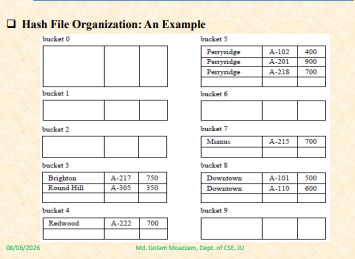 ❑ Hash File Organization: An Example
bucket 0
bucket 1
bucket 2
bucket 3
Brighton A-217 750
Round Hill A-305 350
bucket 4
Redwood A-222 700
bucket 5
Perryridge A-102 400
Perryridge A-201 900
Perryridge A-218 700
bucket 6
bucket 7
Mianus A-215 700
bucket 8
Downtown A-101 500
Downtown A-110 600
bucket 9
08/06/2026 Md. Golam Moazzam, Dept. of CSE, JU